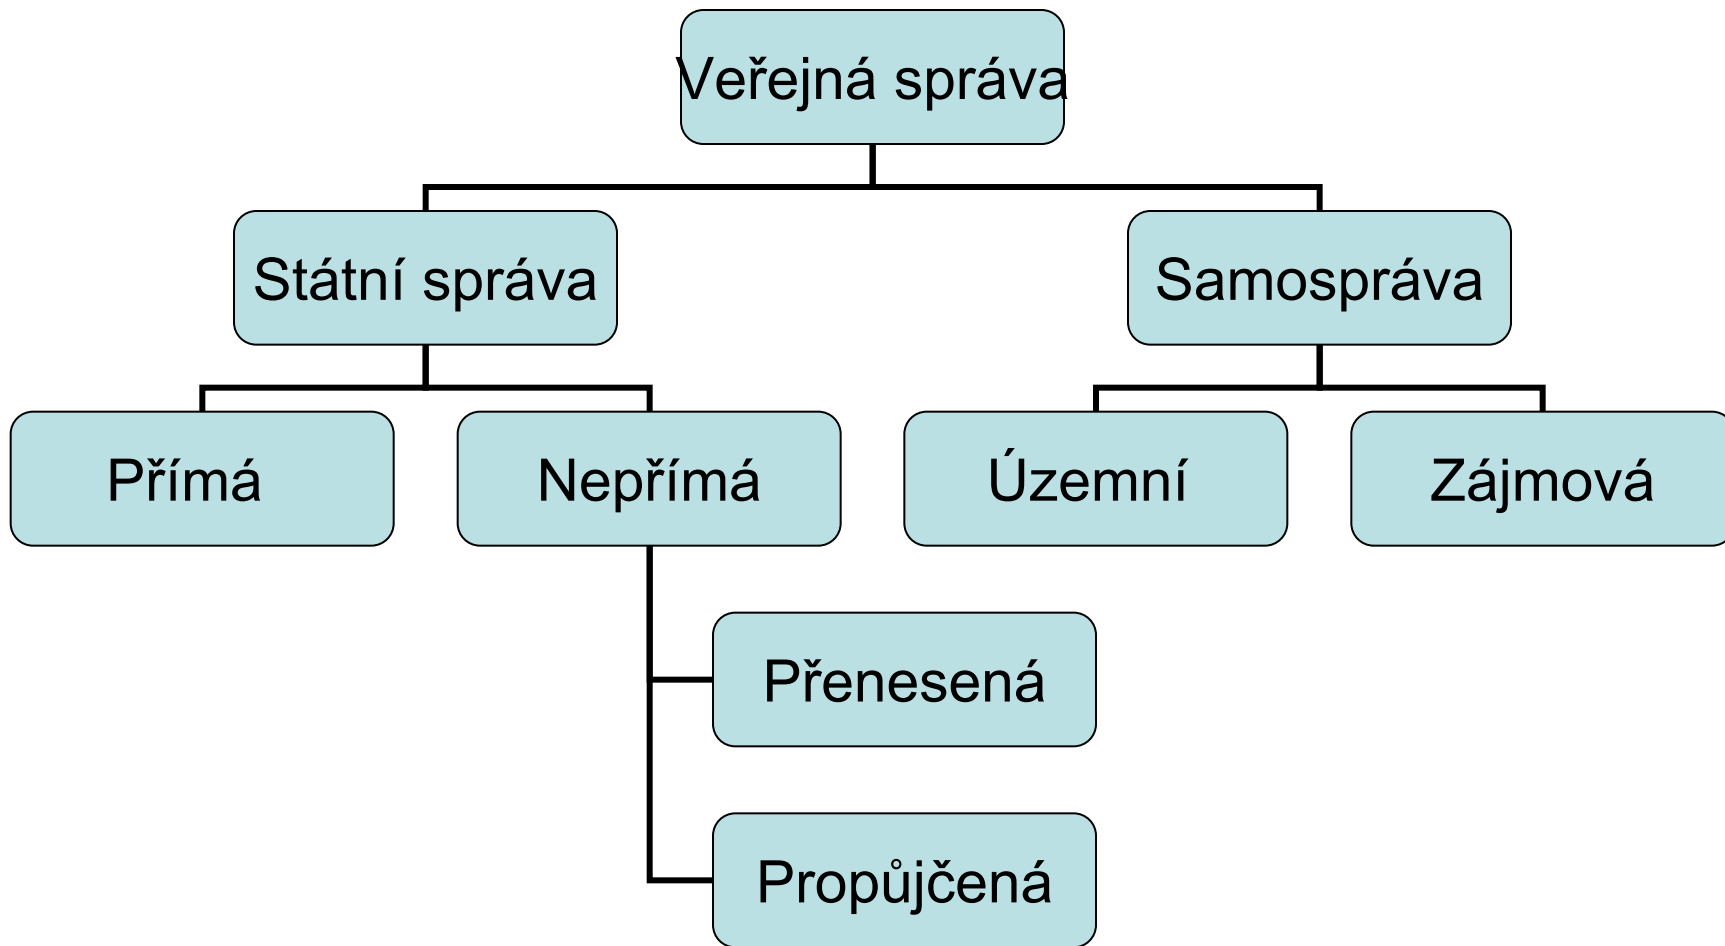 Veřejná správa
Státní správa
Samospráva
Přímá
Nepřímá
Územní
Zájmová
Přenesená
Propůjčená